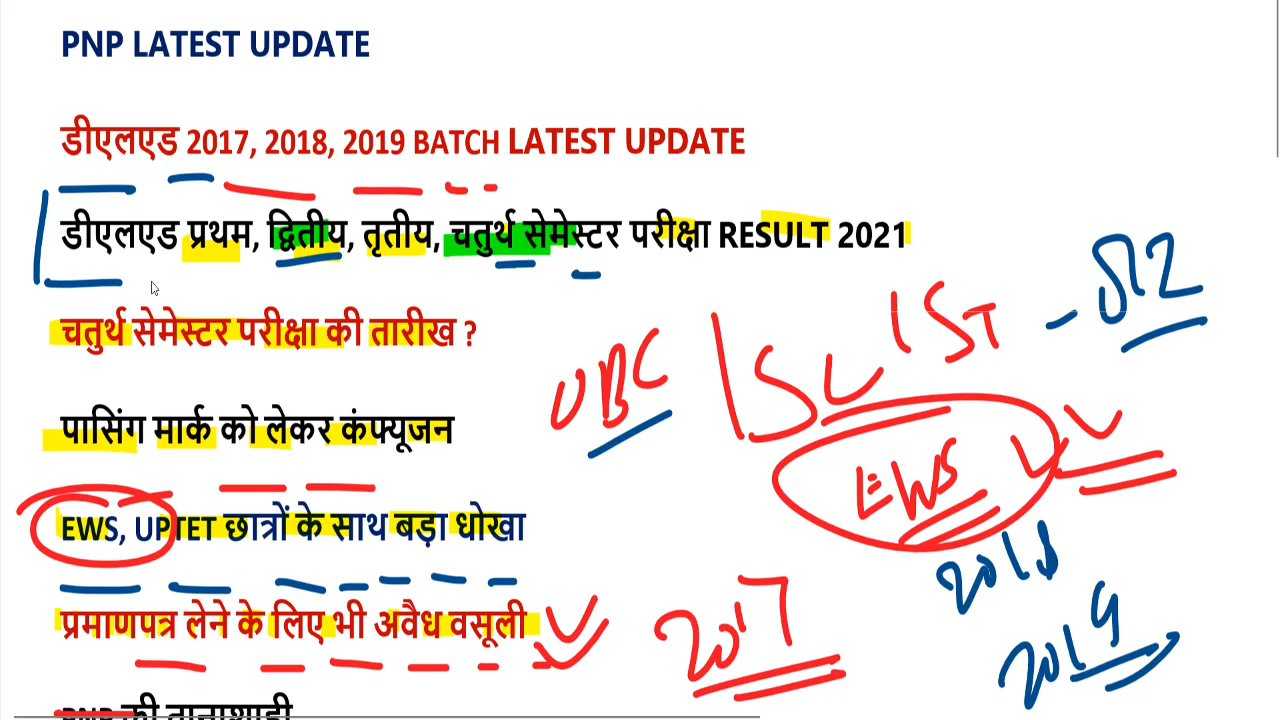 PNP LATEST UPDATE
डीएलएड 2017, 2018, 2019 BATCH LATEST UPDATE
डीएलएड प्रथम, द्वितीय, तृतीय, चतुर्थ सेमेस्टर परीक्षा RESULT 2021
चतुर्थ सेमेस्टर परीक्षा की तारीख ?
पासिंग मार्क को लेकर कंफ्यूजन
EWS, UPTET छात्रों के साथ बड़ा धोखा
प्रमाणपत्र लेने के लिए भी अवैध वसूली
PNP की तानाशाही
OBC
ST
EWS
2017
2018
2019